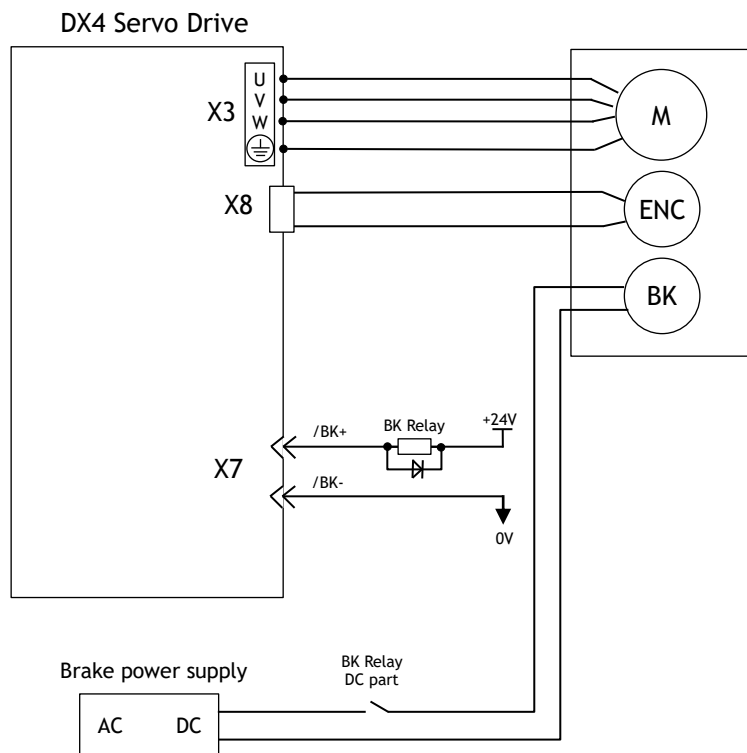 DX4 Servo Drive
X3
U
V
W
M
X8
ENC
BK
/BK+
BK Relay
+24V
X7
/BK-
0V
Brake power supply
BK Relay
DC part
AC DC